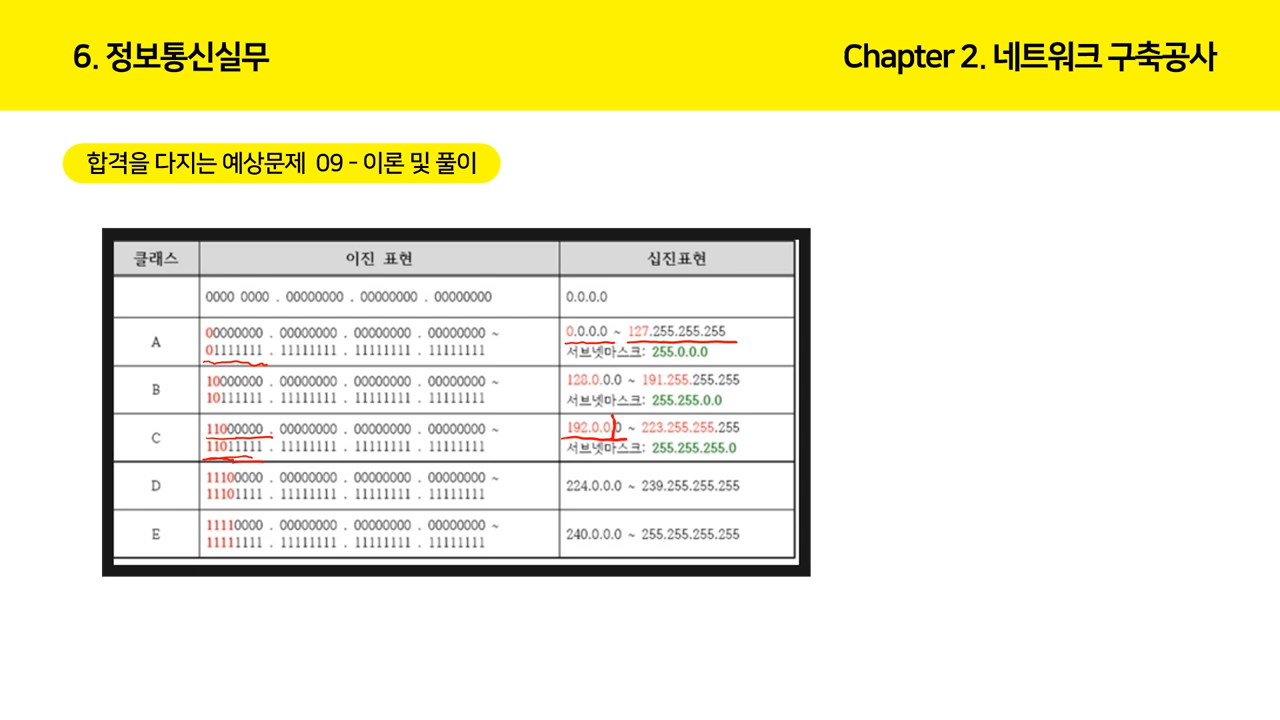 6. 정보통신실무
Chapter 2. 네트워크 구축공사
합격을 다지는 예상문제 09 - 이론 및 풀이
클래스 이진 표현 십진표현
0000 0000 . 00000000 . 00000000 . 00000000 0.0.0.0
A
00000000 . 00000000 . 00000000 . 00000000 ~
01111111 . 11111111 . 11111111 . 11111111
0.0.0.0 ~ 127.255.255.255
서브넷마스크: 255.0.0.0
B
10000000 . 00000000 . 00000000 . 00000000 ~
10111111 . 11111111 . 11111111 . 11111111
128.0.0.0 ~ 191.255.255.255
서브넷마스크: 255.255.0.0
C
11000000 . 00000000 . 00000000 . 00000000 ~
11011111 . 11111111 . 11111111 . 11111111
192.0.0.0 ~ 223.255.255.255
서브넷마스크: 255.255.255.0
D
11100000 . 00000000 . 00000000 . 00000000 ~
11101111 . 11111111 . 11111111 . 11111111
224.0.0.0 ~ 239.255.255.255
E
11110000 . 00000000 . 00000000 . 00000000 ~
11111111 . 11111111 . 11111111 . 11111111
240.0.0.0 ~ 255.255.255.255